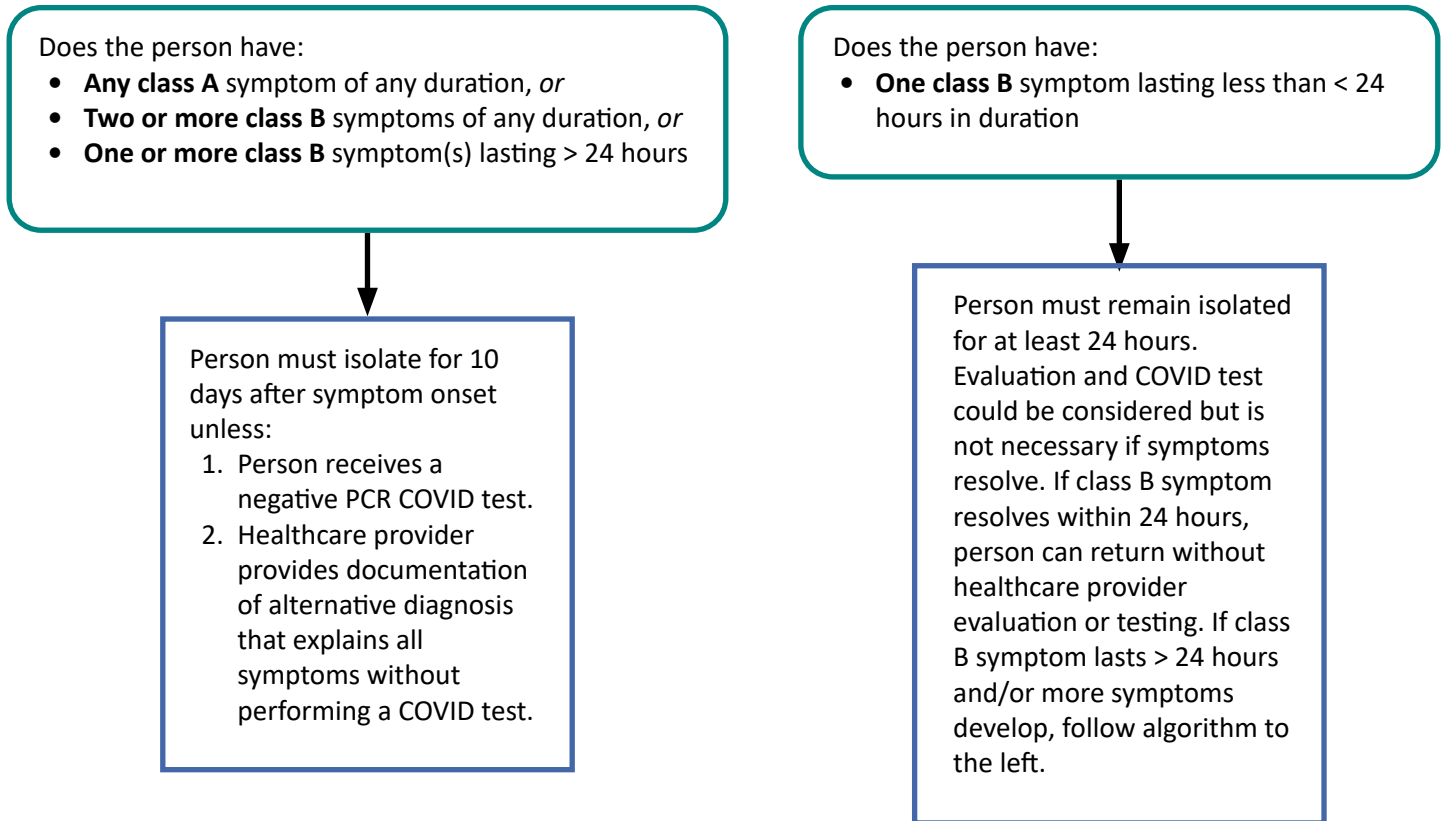 Does the person have:
• Any class A symptom of any duration, or
• Two or more class B symptoms of any duration, or
• One or more class B symptom(s) lasting > 24 hours
Person must isolate for 10
days after symptom onset
unless:
1. Person receives a
negative PCR COVID test.
2. Healthcare provider
provides documentation
of alternative diagnosis
that explains all
symptoms without
performing a COVID test.
Does the person have:
• One class B symptom lasting less than < 24
hours in duration
Person must remain isolated
for at least 24 hours.
Evaluation and COVID test
could be considered but is
not necessary if symptoms
resolve. If class B symptom
resolves within 24 hours,
person can return without
healthcare provider
evaluation or testing. If class
B symptom lasts > 24 hours
and/or more symptoms
develop, follow algorithm to
the left.